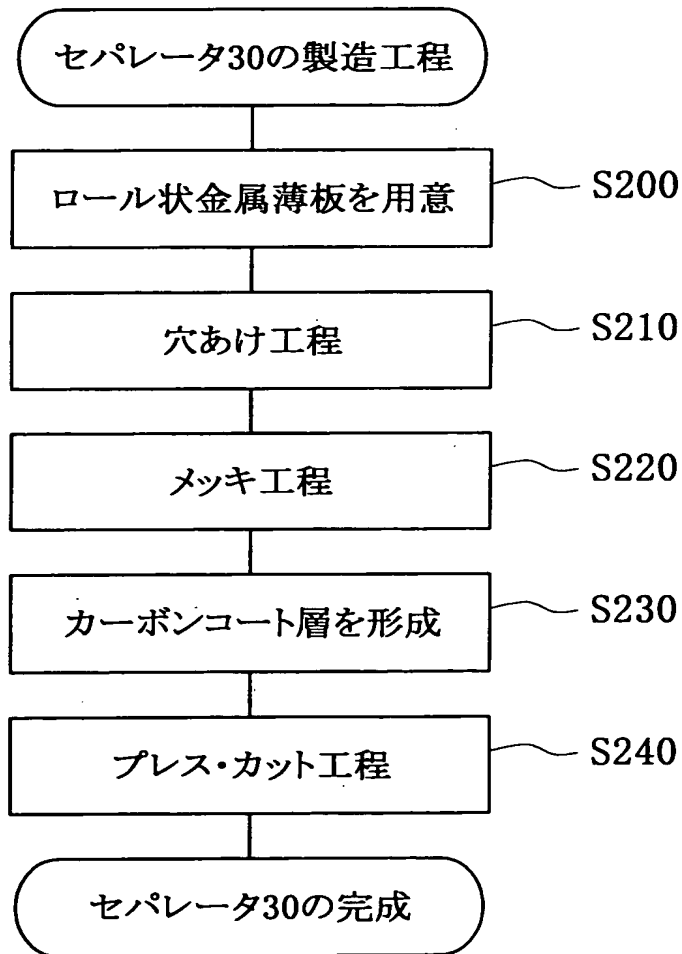 セパレータ30の製造工程
ロール状金属薄板を用意
S200
穴あけ工程
S210
メッキ工程
S220
カーボンコート層を形成
S230
プレス・カット工程
S240
セパレータ30の完成